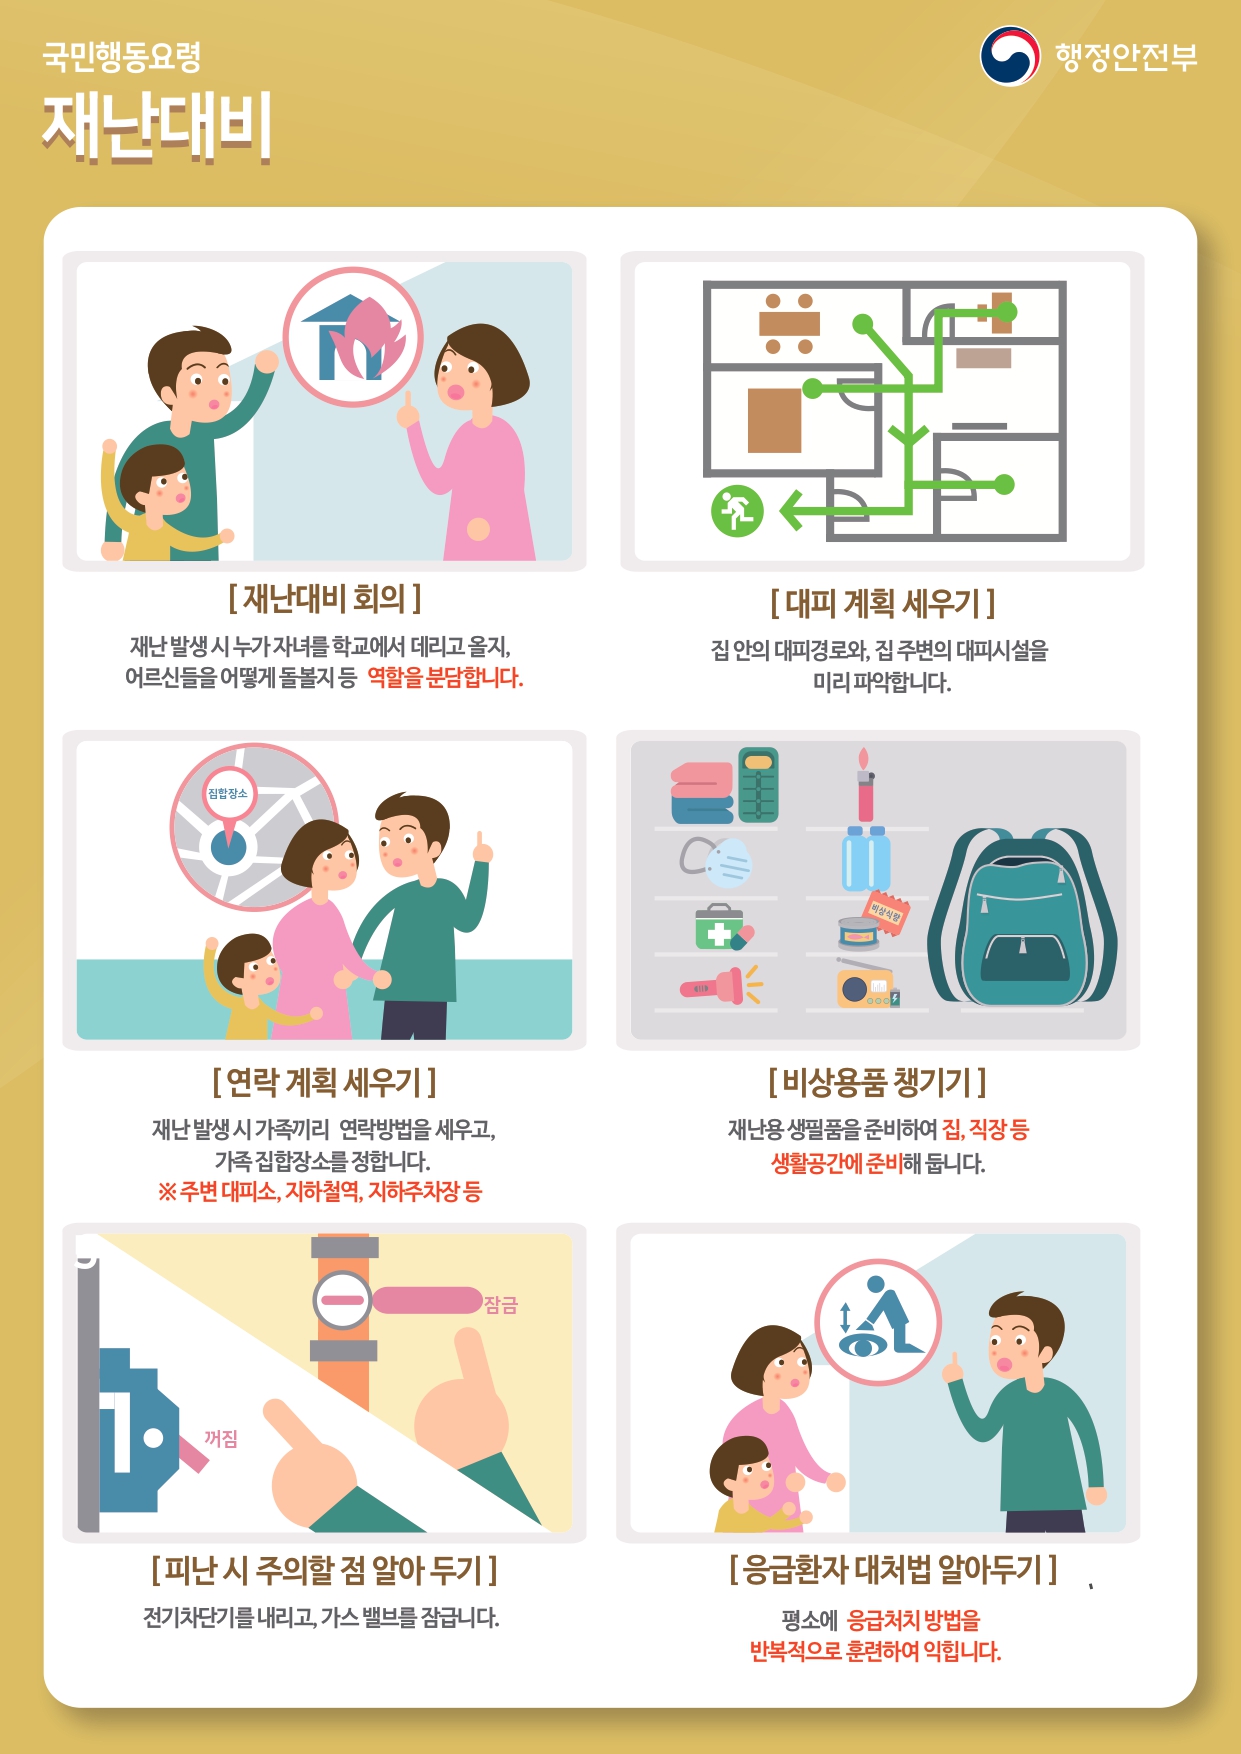 국민행동요령
재난대비
행정안전부
[ 재난대비 회의 ]
재난 발생 시 누가 자녀를 학교에서 데리고 올지,
어르신들을 어떻게 돌볼지 등 역할을 분담합니다.
[ 대피 계획 세우기 ]
집 안의 대피경로와, 집 주변의 대피시설을
미리 파악합니다.
집합장소
[ 연락 계획 세우기 ]
재난 발생 시 가족끼리 연락방법을 세우고,
가족 집합장소를 정합니다.
※ 주변 대피소, 지하철역, 지하주차장 등
비상식량
[ 비상용품 챙기기 ]
재난용 생필품을 준비하여 집, 직장 등
생활공간에 준비해 둡니다.
잠금
꺼짐
[ 피난 시 주의할 점 알아 두기 ]
전기차단기를 내리고, 가스 밸브를 잠급니다.
[ 응급환자 대처법 알아두기 ]
평소에 응급처치 방법을
반복적으로 훈련하여 익힙니다.